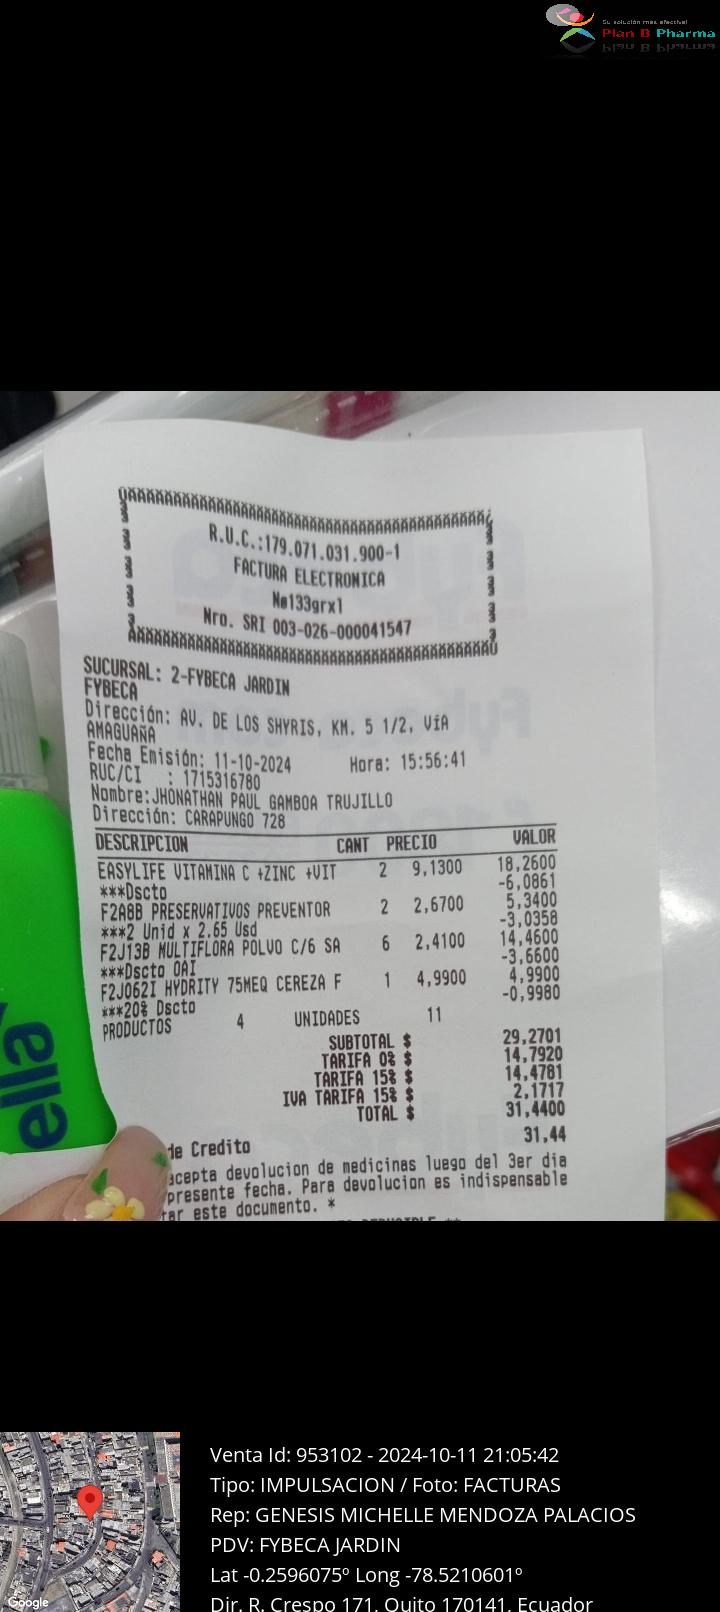 Su solución más efectiva!
Plan B Pharma
R.U.C.:179.071.031.900-1
FACTURA ELECTRONICA
Nº133grx1
Nro. SRI 003-026-000041547
SUCURSAL: 2-FYBECA JARDIN
FYBECA
Dirección: AV. DE LOS SHYRIS, KM. 5 1/2, VíA
AMAGUAÑA
Fecha Emisión: 11-10-2024 Hora: 15:56:41
RUC/CI : 1715316780
Nombre:JHONATHAN PAUL GAMBOA TRUJILLO
Dirección: CARAPUNGO 728
DESCRIPCION CANT PRECIO VALOR
EASYLIFE VITAMINA C +ZINC +VIT 2 9,1300 18,2600
***Dscto -6,0861
F2A8B PRESERVATIVOS PREVENTOR 2 2,6700 5,3400
***2 Unid x 2.65 Usd -3,0358
F2J13B MULTIFLORA POLVO C/6 SA 6 2,4100 14,4600
***Dscto OAI -3,6600
F2J062I HYDRITY 75MEQ CEREZA F 1 4,9900 4,9900
***20% Dscto -0,9980
PRODUCTOS 4 UNIDADES 11
SUBTOTAL $ 29,2701
TARIFA 0% $ 14,7920
TARIFA 15% $ 14,4781
IVA TARIFA 15% $ 2,1717
TOTAL $ 31,4400
de Credito 31,44
acepta devolucion de medicinas luego del 3er dia
presente fecha. Para devolucion es indispensable
tar este documento. *
ella
Google
Venta Id: 953102 - 2024-10-11 21:05:42
Tipo: IMPULSACION / Foto: FACTURAS
Rep: GENESIS MICHELLE MENDOZA PALACIOS
PDV: FYBECA JARDIN
Lat -0.2596075º Long -78.5210601º
Dir. R. Crespo 171, Quito 170141, Ecuador